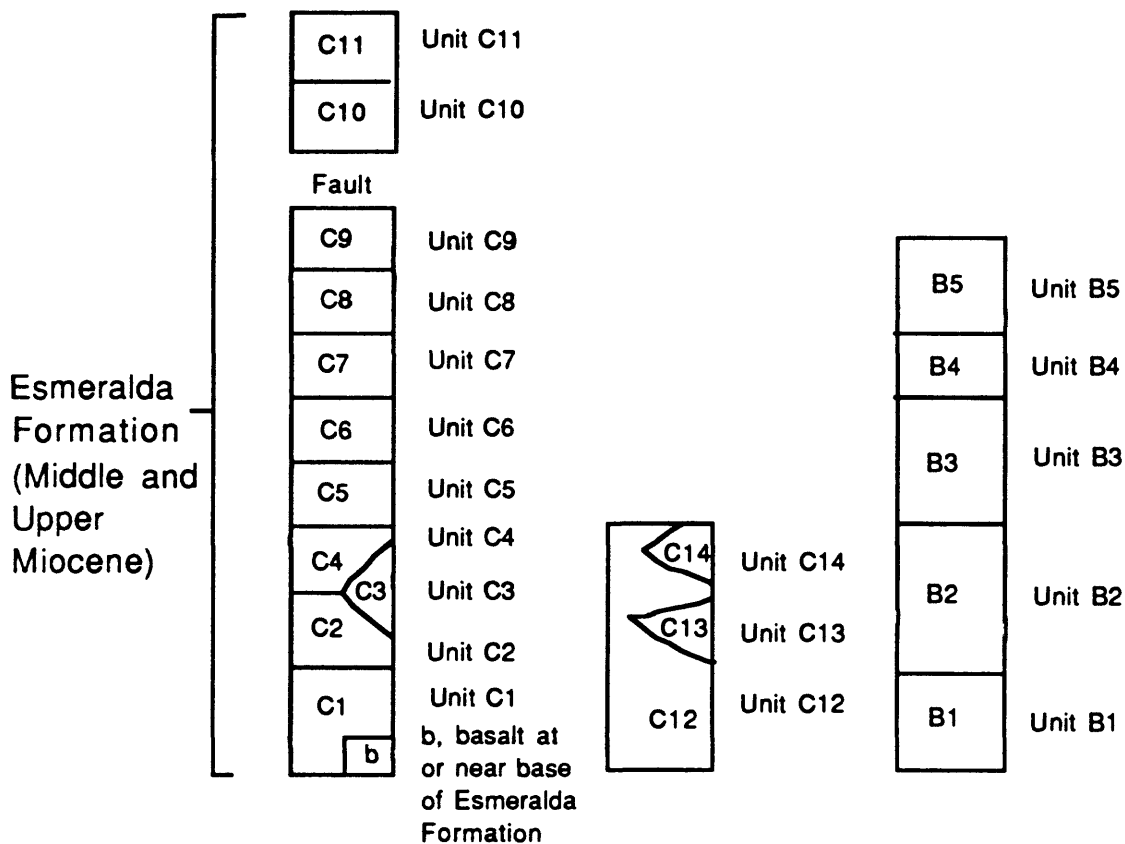 Esmeralda
Formation
(Middle and
Upper
Miocene)
C11 Unit C11
C10 Unit C10
Fault
C9 Unit C9
C8 Unit C8
C7 Unit C7
C6 Unit C6
C5 Unit C5
C4 Unit C4
C3 Unit C3
C2 Unit C2
C1 Unit C1
b b, basalt at
or near base
of Esmeralda
Formation
C14 Unit C14
C13 Unit C13
C12 Unit C12
B5 Unit B5
B4 Unit B4
B3 Unit B3
B2 Unit B2
B1 Unit B1